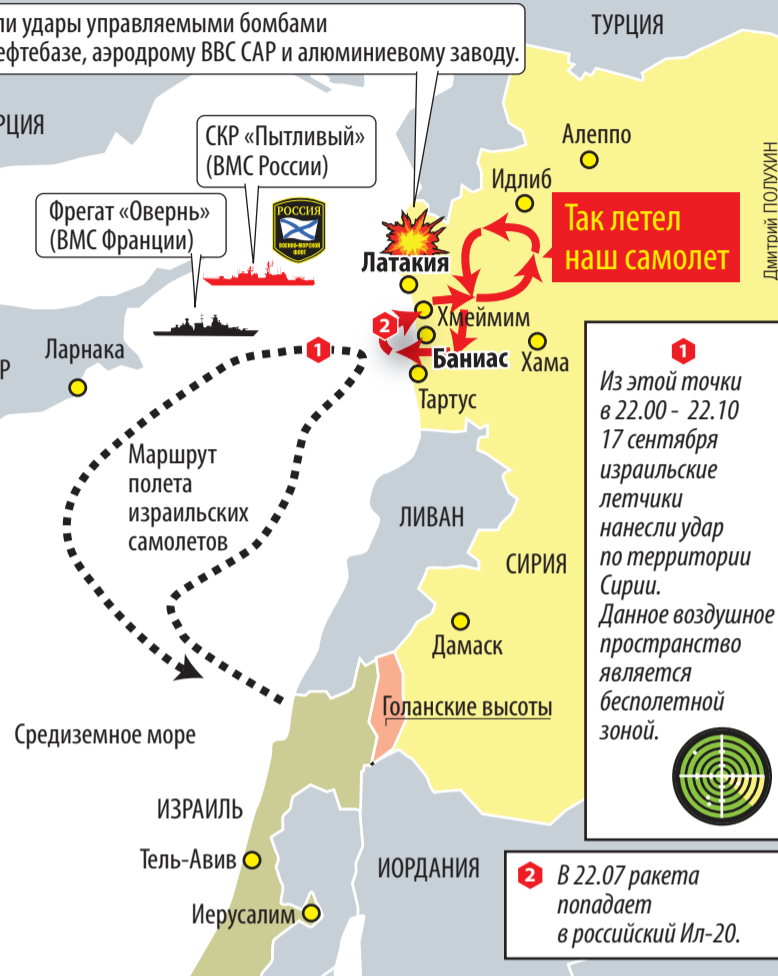 ли удары управляемыми бомбами
ефтебазе, аэродрому ВВС САР и алюминиевому заводу.
ТУРЦИЯ
РЦИЯ
СКР «Пытливый»
(ВМС России)
Алеппо
Дмитрий ПОЛУХИН
Идлиб
Фрегат «Овернь»
(ВМС Франции)
РОССИЯ
ВОЕННО-МОРСКОЙ
ФЛОТ
Так летел
наш самолет
Латакия
Хмеймим
2
1
Баниас
Хама
Ларнака
Р
Тартус
1
Из этой точки
в 22.00 - 22.10
17 сентября
израильские
летчики
нанесли удар
по территории
Сирии.
Данное воздушное
пространство
является
бесполетной
зоной.
Маршрут
полета
израильских
самолетов
ЛИВАН
СИРИЯ
Дамаск
Голанские высоты
Средиземное море
ИЗРАИЛЬ
Тель-Авив
ИОРДАНИЯ
Иерусалим
2
В 22.07 ракета
попадает
в российский Ил-20.